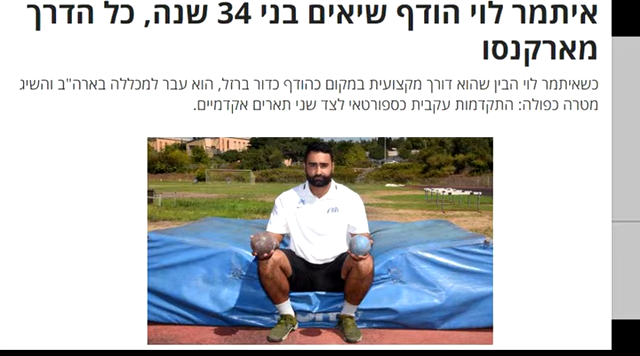 איתמר לוי הודף שיאים בני 34 שנה, כל הדרך
מארקנסו
כשאיתמר לוי הבין שהוא דורך מקצועית במקום כהודף כדור ברזל, הוא עבר למכללה בארה"ב והשיג
מטרה כפולה: התקדמות עקבית כספורטאי לצד שני תארים אקדמיים.